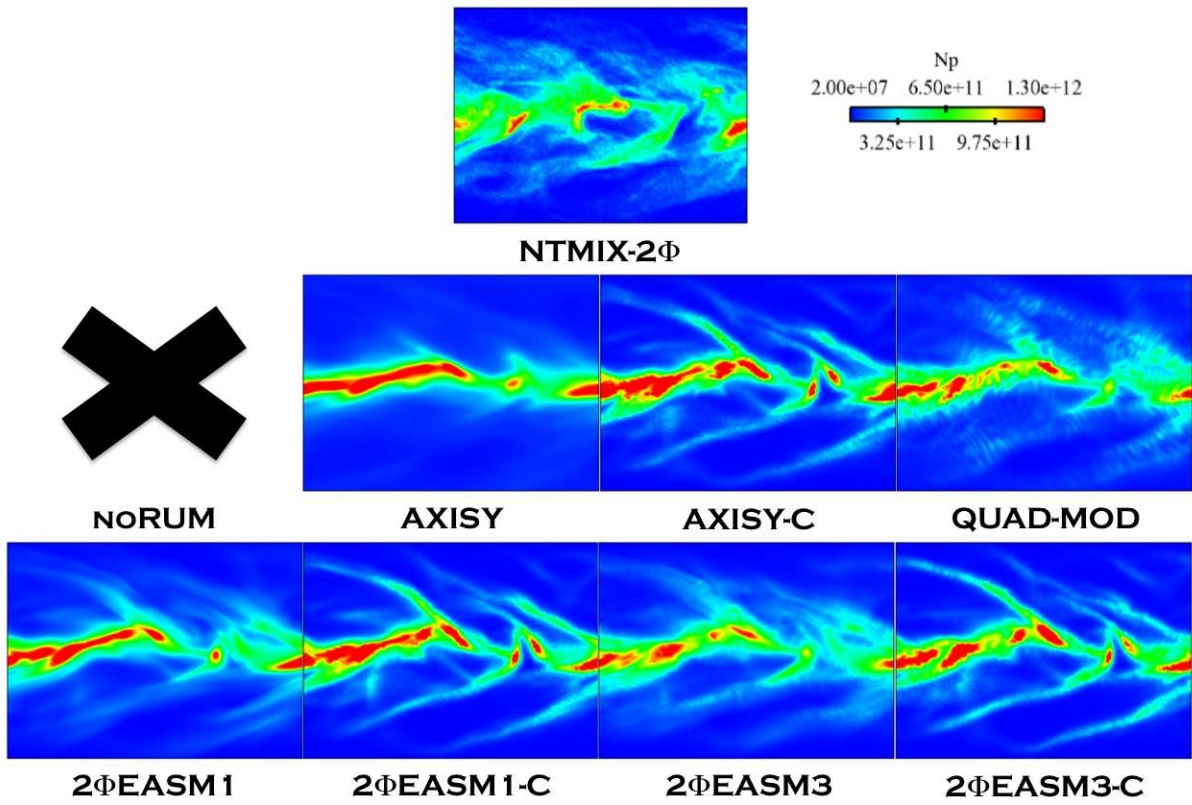 Np
2.00e+07 6.50e+11 1.30e+12
3.25e+11 9.75e+11
NTMIX-2Φ
NORUM AXISY AXISY-C QUAD-MOD
2ΦEASM1 2ΦEASM1-C 2ΦEASM3 2ΦEASM3-C